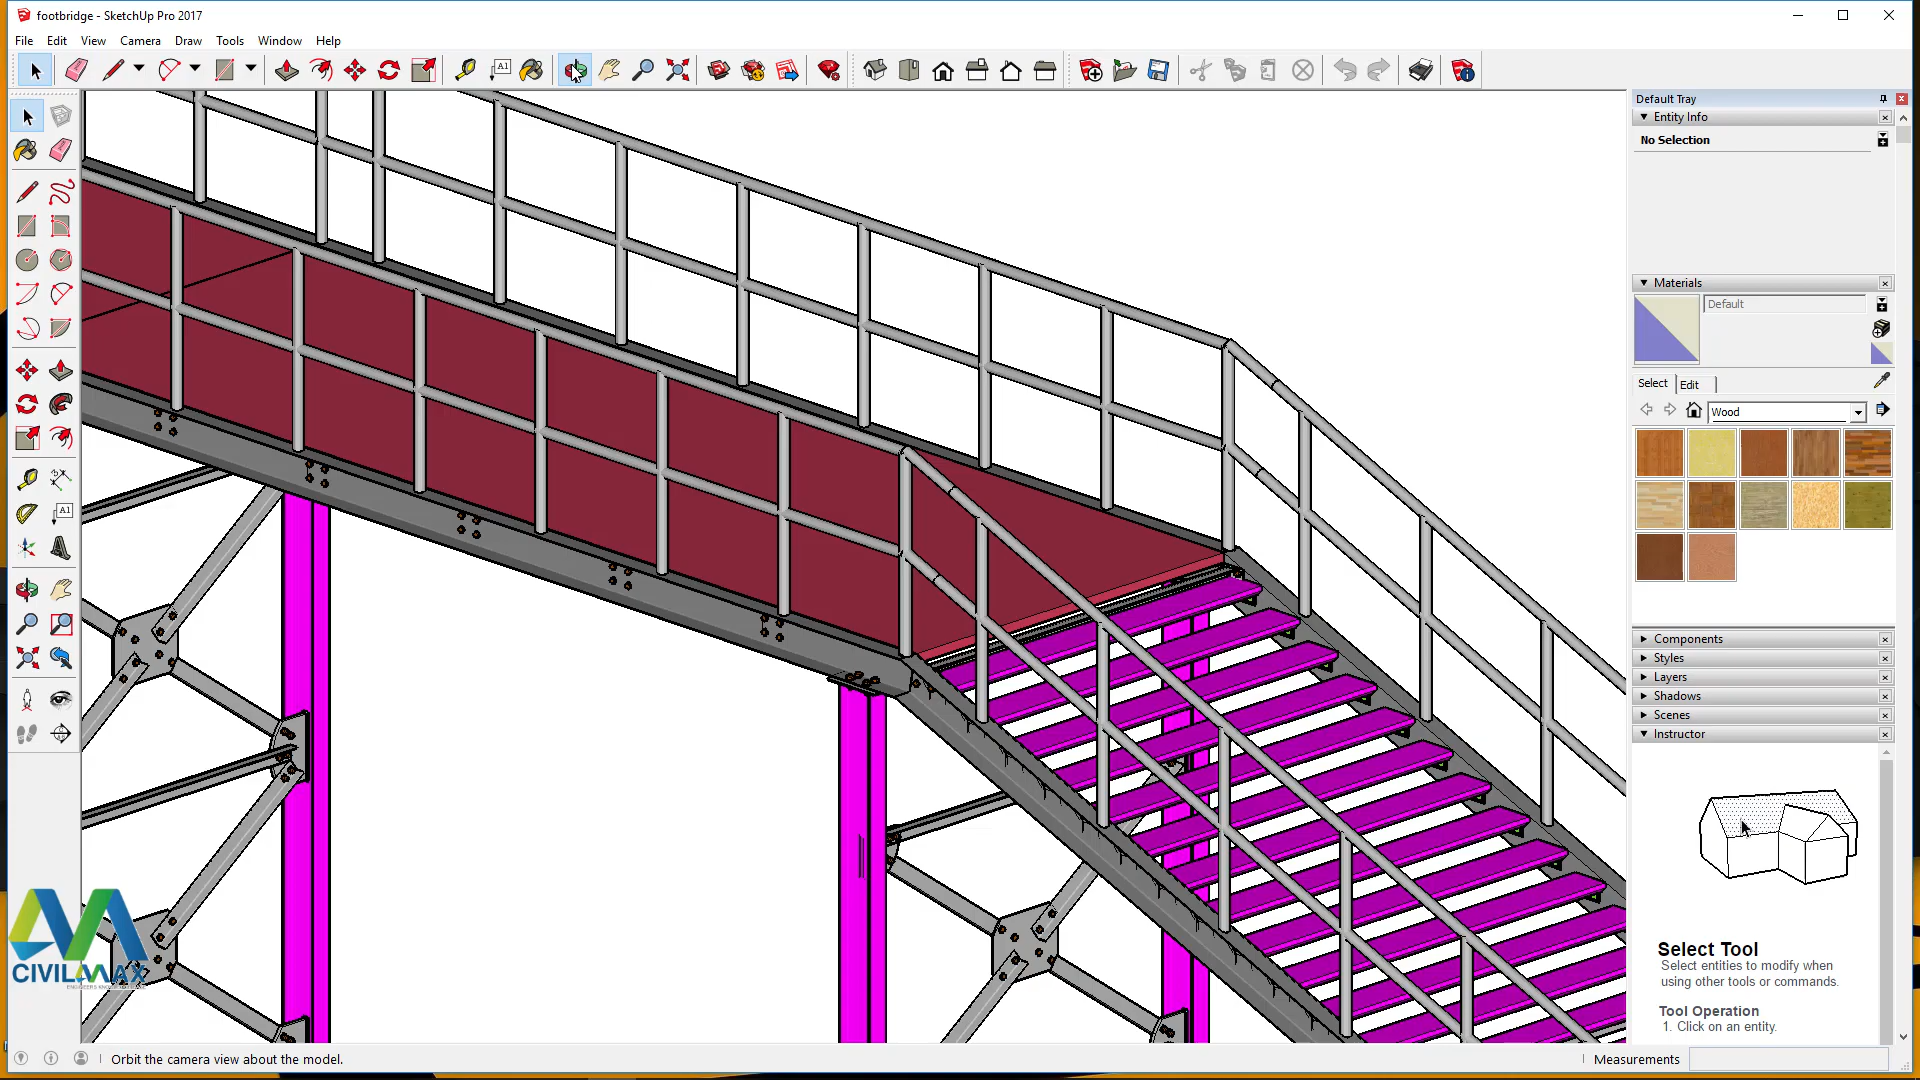 footbridge - SketchUp Pro 2017
File Edit View Camera Draw Tools Window Help
A1
Default Tray
Entity Info
No Selection
Materials
Default
Select Edit
Wood
A1
Components
Styles
Layers
Shadows
Scenes
Instructor
CIVILMAX
Select Tool
Select entities to modify when
using other tools or commands.
Tool Operation
1. Click on an entity.
Orbit the camera view about the model.
Measurements